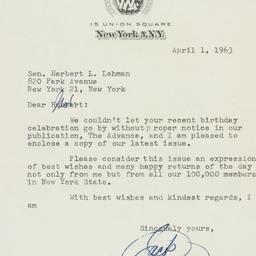 15 UNION SQUARE
New York 3, N.Y.
April 1, 1963
Sen. Herbert L. Lehman
820 Park Avenue
New York 21, New York
Dear Herbert:
We couldn't let your recent birthday
celebration go by without proper notice in our
publication, The Advance, and I am pleased to
enclose a copy of our latest issue.
Please consider this issue an expression
of best wishes and many happy returns of the day
not only from me but from all our 100,000 members
in New York State.
With best wishes and kindest regards, I
am
Sincerely yours,
Jack